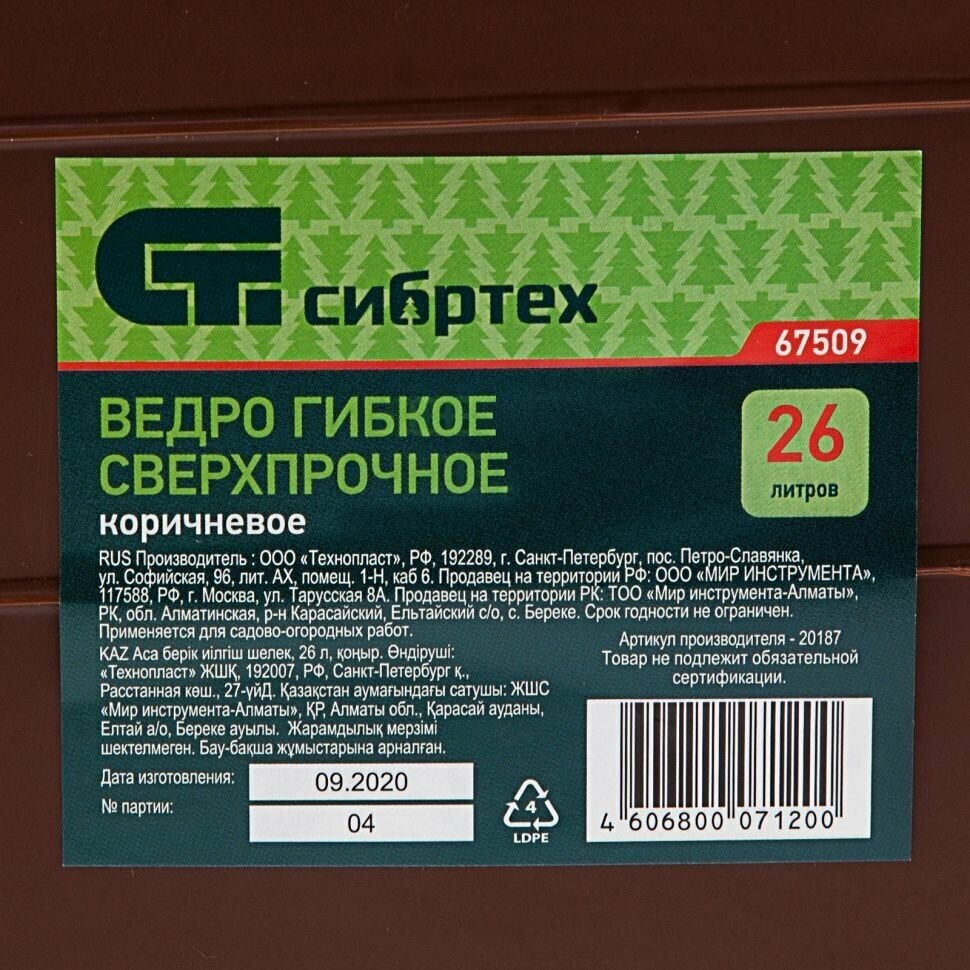 СТ. сибртех
67509
ВЕДРО ГИБКОЕ
СВЕРХПРОЧНОЕ
коричневое
26
литров
RUS Производитель : ООО «Технопласт», РФ, 192289, г. Санкт-Петербург, пос. Петро-Славянка,
ул. Софийская, 96, лит. АХ, помещ. 1-Н, каб 6. Продавец на территории РФ: ООО «МИР ИНСТРУМЕНТА»,
117588, РФ, г. Москва, ул. Тарусская 8А. Продавец на территории РК: ТОО «Мир инструмента-Алматы»,
РК, обл. Алматинская, р-н Карасайский, Ельтайский с/о, с. Береке. Срок годности не ограничен.
Применяется для садово-огородных работ.
KAZ Аса берік иілгіш шелек, 26 л, қоңыр. Өндіруші:
«Технопласт» ЖШҚ, 192007, РФ, Санкт-Петербург қ.,
Расстанная көш., 27-үйД. Қазақстан аумағындағы сатушы: ЖШС
«Мир инструмента-Алматы», ҚР, Алматы обл., Қарасай ауданы,
Елтай а/о, Береке ауылы. Жарамдылық мерзімі
шектелмеген. Бау-бақша жұмыстарына арналған.
Артикул производителя - 20187
Товар не подлежит обязательной
сертификации.
Дата изготовления: 09.2020
№ партии: 04
4
LDPE
4 606800 071200